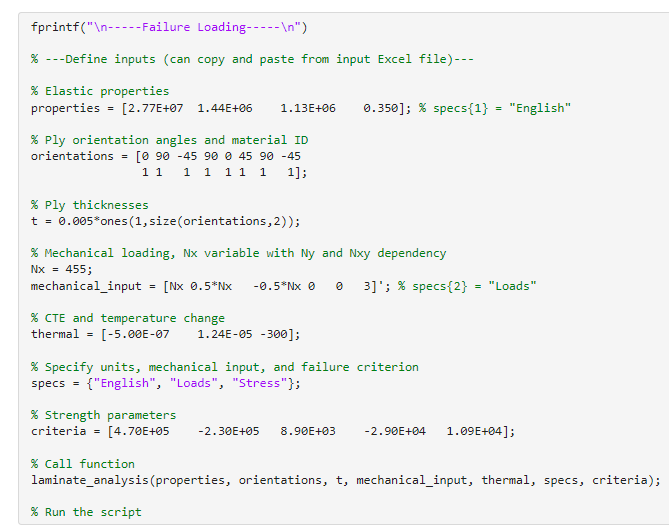 fprintf("\n-----Failure Loading-----\n")
% ---Define inputs (can copy and paste from input Excel file)---
% Elastic properties
properties = [2.77E+07 1.44E+06 1.13E+06 0.350]; % specs{1} = "English"
% Ply orientation angles and material ID
orientations = [0 90 -45 90 0 45 90 -45
1 1 1 1 1 1 1 1];
% Ply thicknesses
t = 0.005*ones(1,size(orientations,2));
% Mechanical loading, Nx variable with Ny and Nxy dependency
Nx = 455;
mechanical_input = [Nx 0.5*Nx -0.5*Nx 0 0 3]'; % specs{2} = "Loads"
% CTE and temperature change
thermal = [-5.00E-07 1.24E-05 -300];
% Specify units, mechanical input, and failure criterion
specs = {"English", "Loads", "Stress"};
% Strength parameters
criteria = [4.70E+05 -2.30E+05 8.90E+03 -2.90E+04 1.09E+04];
% Call function
laminate_analysis(properties, orientations, t, mechanical_input, thermal, specs, criteria);
% Run the script